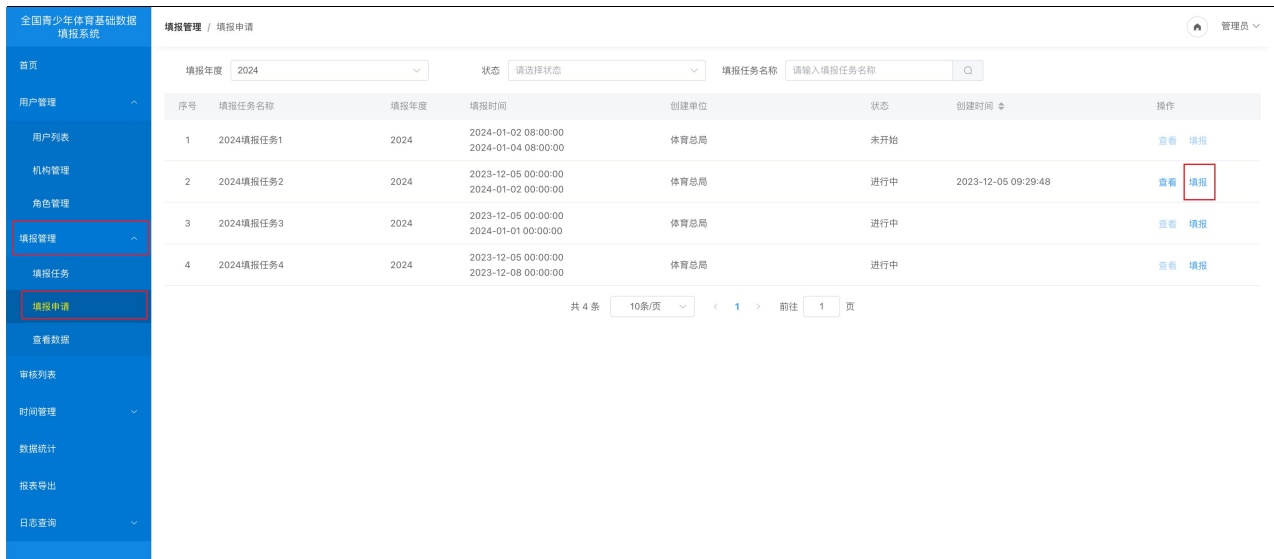 全国青少年体育基础数据
填报系统
填报管理 / 填报申请
管理员
首页
用户管理
用户列表
机构管理
角色管理
填报管理
填报任务
填报申请
查看数据
审核列表
时间管理
数据统计
报表导出
日志查询
填报年度 2024 状态 请选择状态 填报任务名称 请输入填报任务名称
序号 填报任务名称 填报年度 填报时间 创建单位 状态 创建时间 操作
1 2024填报任务1 2024 2024-01-02 08:00:00 体育总局 未开始 查看 填报
2024-01-04 08:00:00
2 2024填报任务2 2024 2023-12-05 00:00:00 体育总局 进行中 2023-12-05 09:29:48 查看 填报
2024-01-02 00:00:00
3 2024填报任务3 2024 2023-12-05 00:00:00 体育总局 进行中 查看 填报
2024-01-01 00:00:00
4 2024填报任务4 2024 2023-12-05 00:00:00 体育总局 进行中 查看 填报
2023-12-08 00:00:00
共 4 条 10条/页 < 1 > 前往 1 页